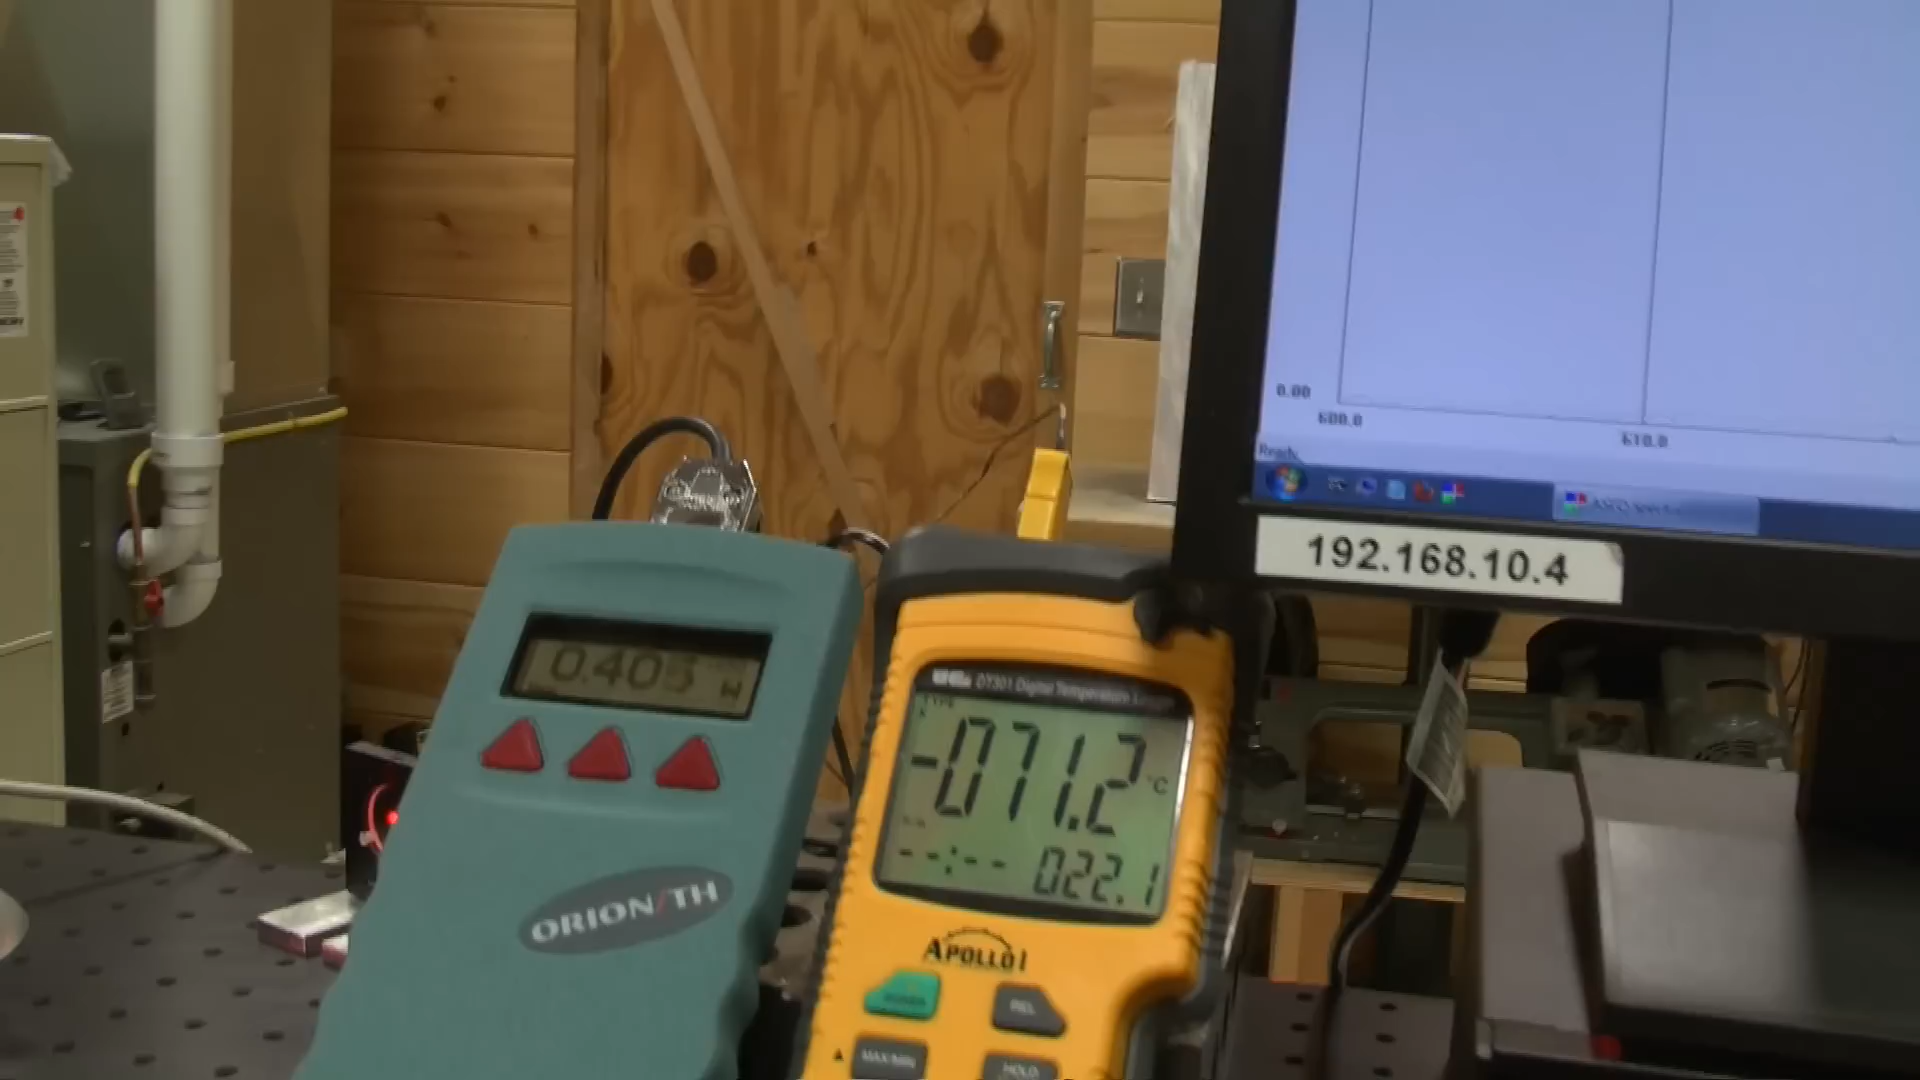 0.00
600.0
610.0
Ready
192.168.10.4
0.405 W
DT301 Digital Temperature
-071.2 °C
--:-- 022.1
ORION/TH
APOLLO I
REL
MAX/MIN
HOLD